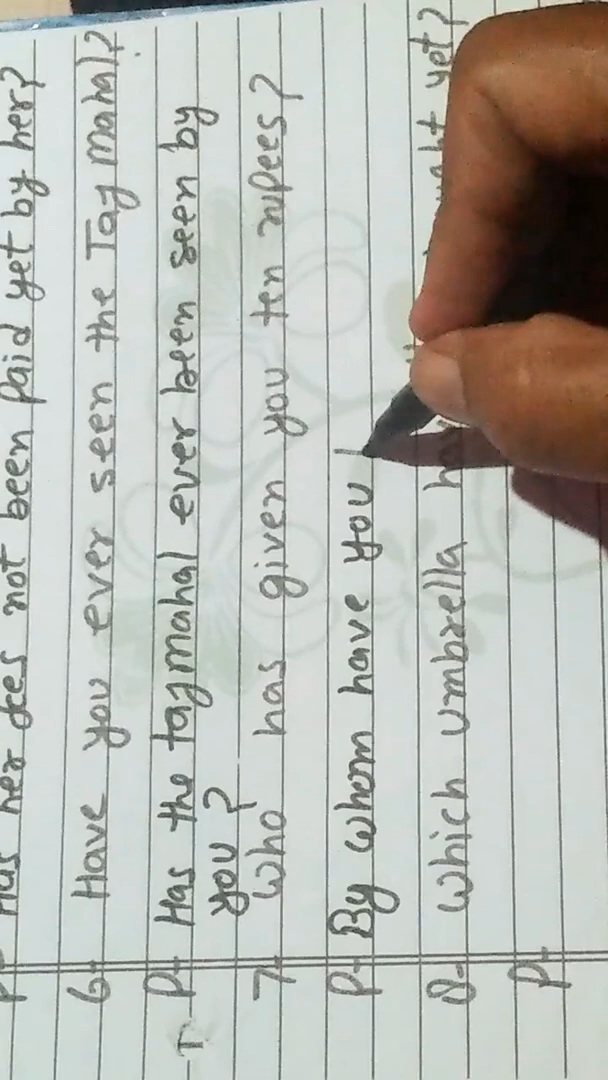 P- Has her fees not been paid yet by her?
6- Have you ever seen the Taj Mahal?
P- Has the tajmahal ever been seen by
you?
7- Who has given you ten rupees?
P- By whom have you
8- Which umbrella yet?
P-